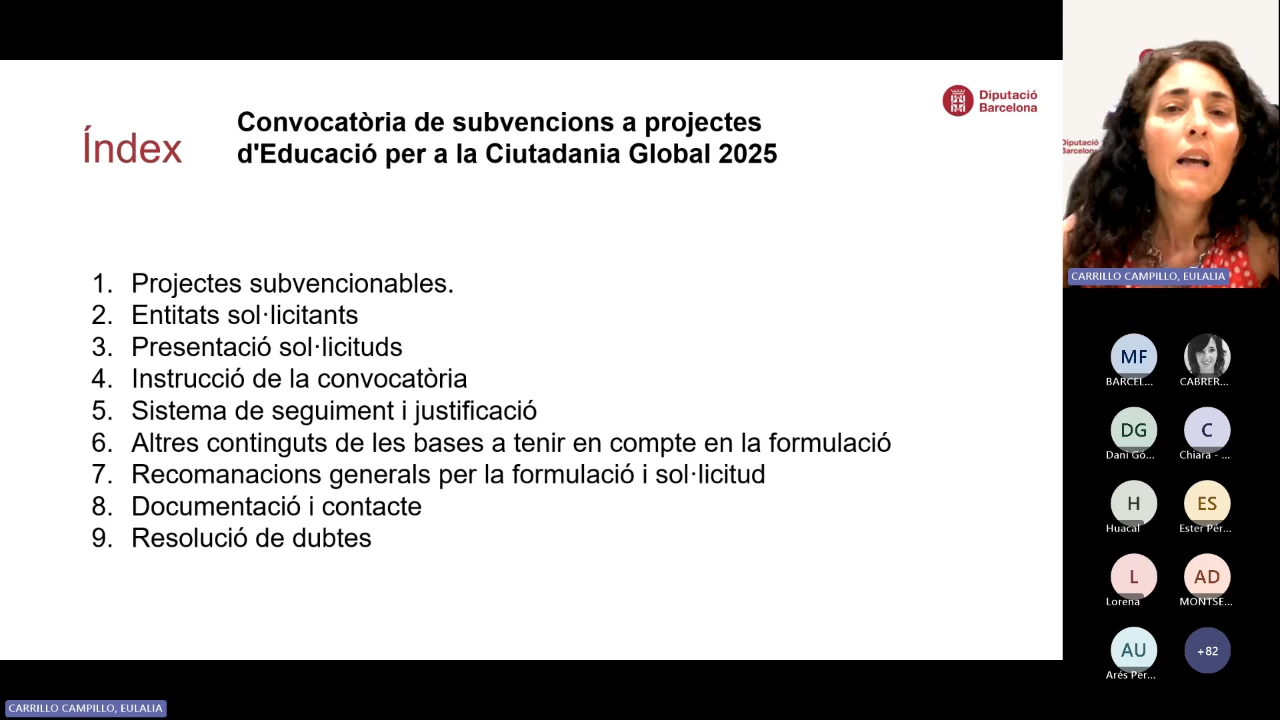 Índex
Convocatòria de subvencions a projectes
d'Educació per a la Ciutadania Global 2025
Diputació
Barcelona
1. Projectes subvencionables.
2. Entitats sol·licitants
3. Presentació sol·licituds
4. Instrucció de la convocatòria
5. Sistema de seguiment i justificació
6. Altres continguts de les bases a tenir en compte en la formulació
7. Recomanacions generals per la formulació i sol·licitud
8. Documentació i contacte
9. Resolució de dubtes
Diputació
Barcelona
CARRILLO CAMPILLO, EULALIA
MF
BARCEL...
CABRER...
DG
Dani Gó...
C
Chiara - ...
H
Huacal
ES
Ester Pér...
L
Lorena
AD
MONTSE...
AU
Arés Per...
+82
CARRILLO CAMPILLO, EULALIA